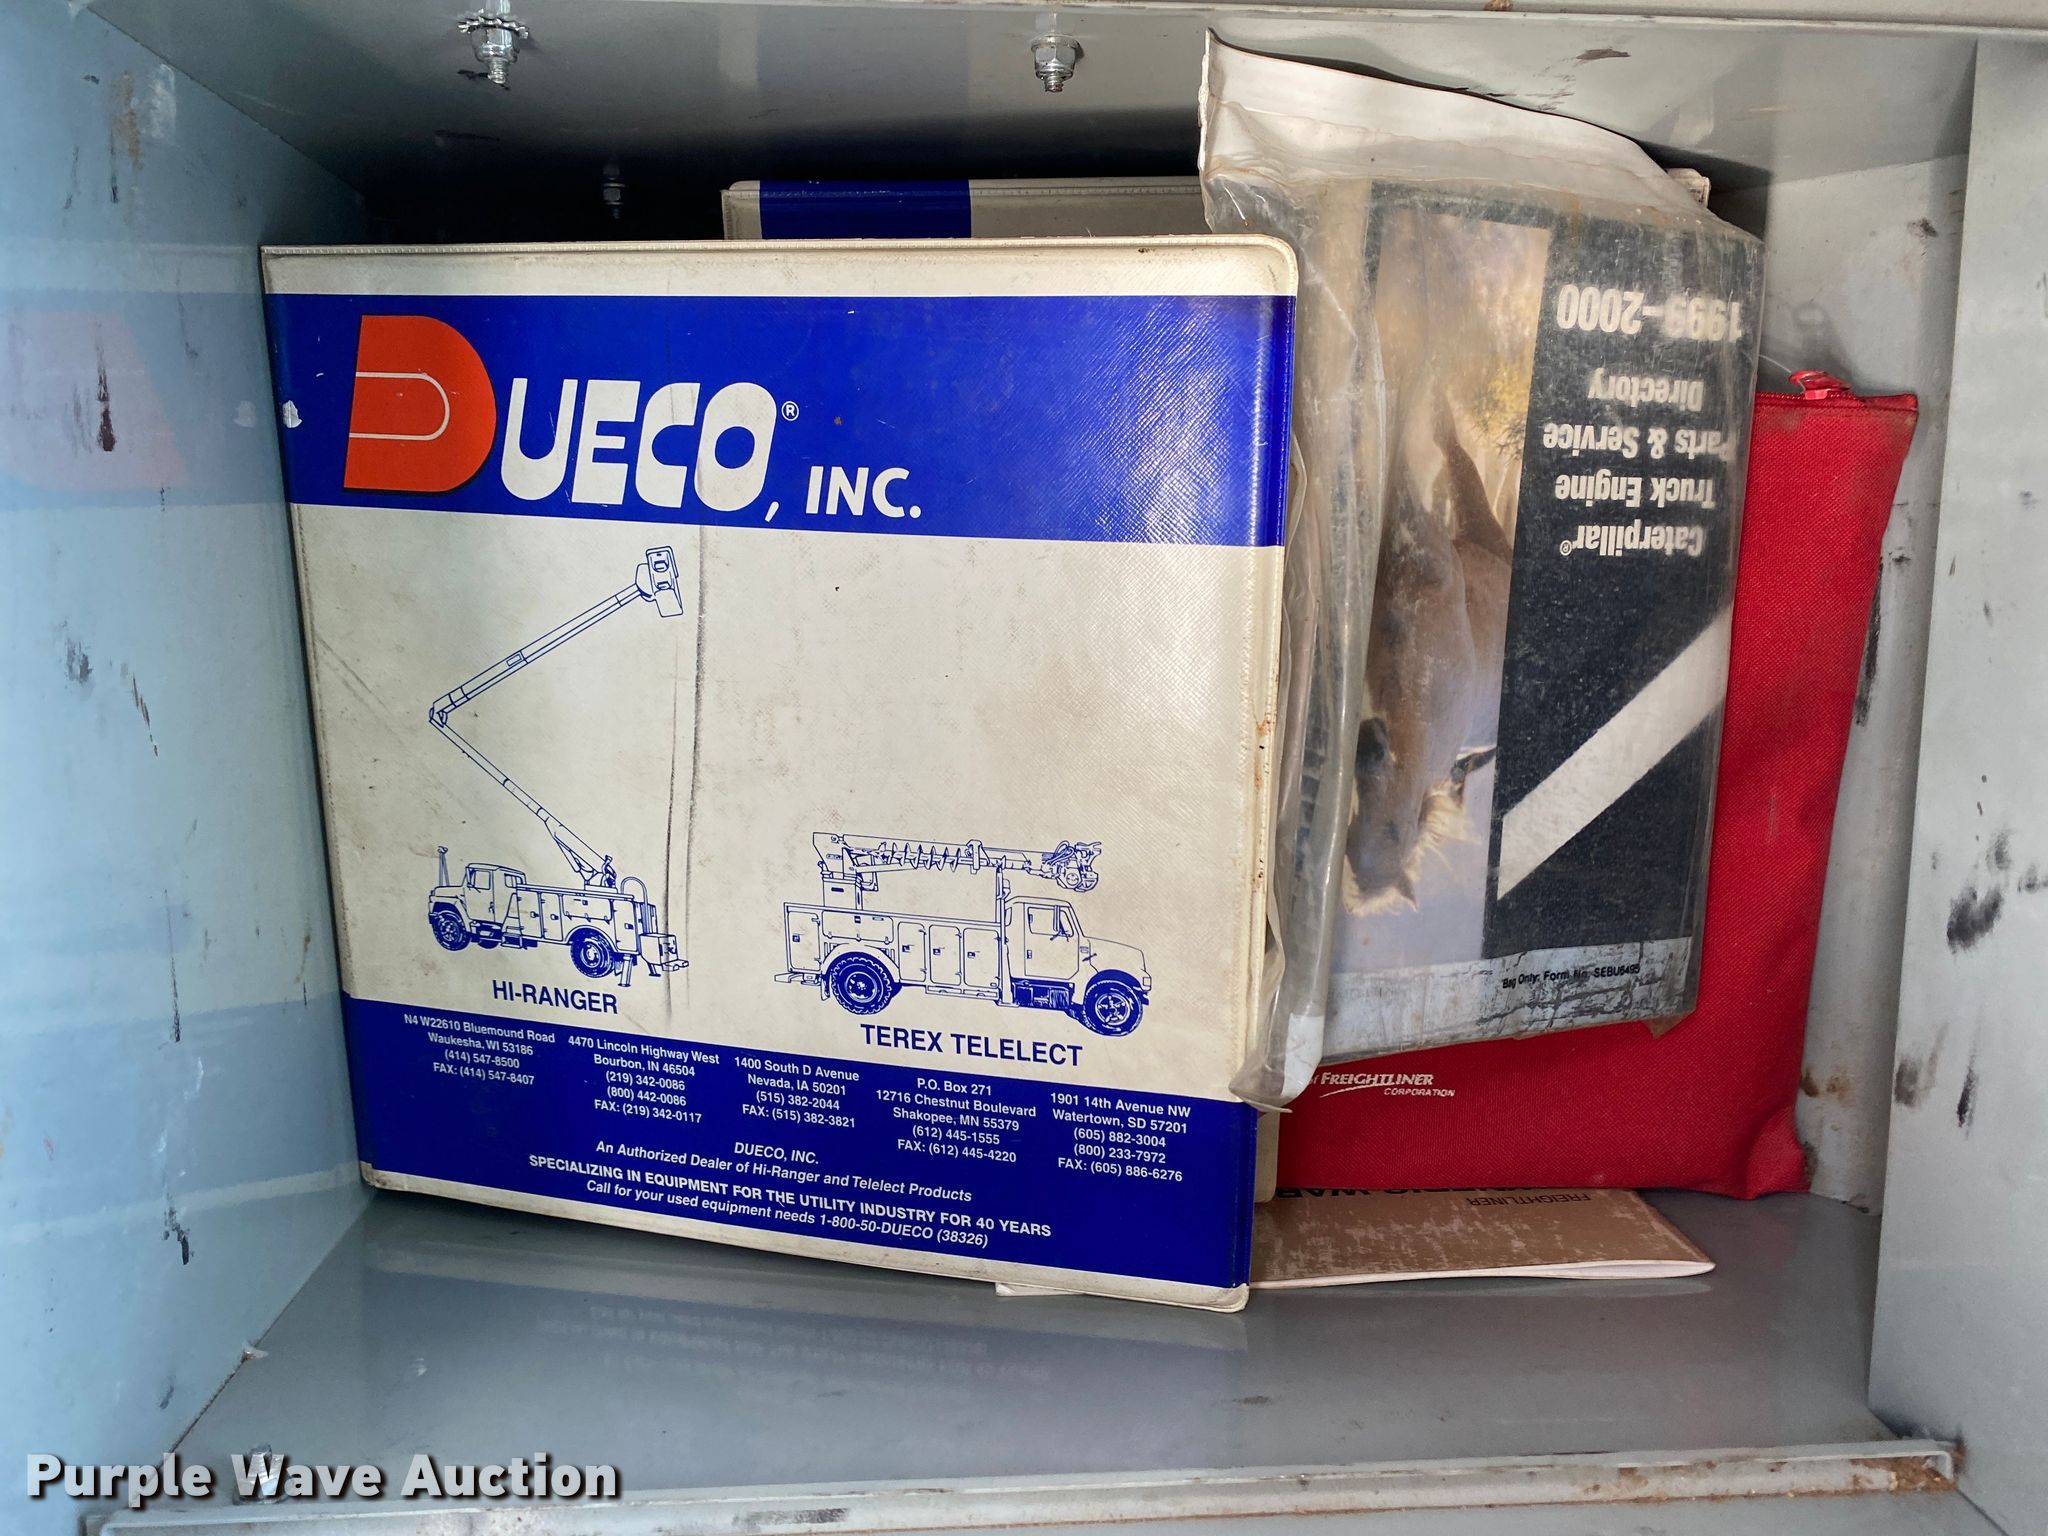 DUECO®, INC.
HI-RANGER
TEREX TELELECT
N4 W22610 Bluemound Road
Waukesha, WI 53186
(414) 547-8500
FAX: (414) 547-8407
4470 Lincoln Highway West
Bourbon, IN 46504
(219) 342-0086
(800) 442-0086
FAX: (219) 342-0117
1400 South D Avenue
Nevada, IA 50201
(515) 382-2044
FAX: (515) 382-3821
P.O. Box 271
12716 Chestnut Boulevard
Shakopee, MN 55379
(612) 445-1555
FAX: (612) 445-4220
1901 14th Avenue NW
Watertown, SD 57201
(605) 882-3004
(800) 233-7972
FAX: (605) 886-6276
DUECO, INC.
An Authorized Dealer of Hi-Ranger and Telelect Products
SPECIALIZING IN EQUIPMENT FOR THE UTILITY INDUSTRY FOR 40 YEARS
Call for your used equipment needs 1-800-50-DUECO (38326)
Caterpillar®
Truck Engine
Parts & Service
Directory
1999-2000
Bag Only: Form No. SEBU6495
FREIGHTLINER
CORPORATION
FREIGHTLINER
Purple Wave Auction